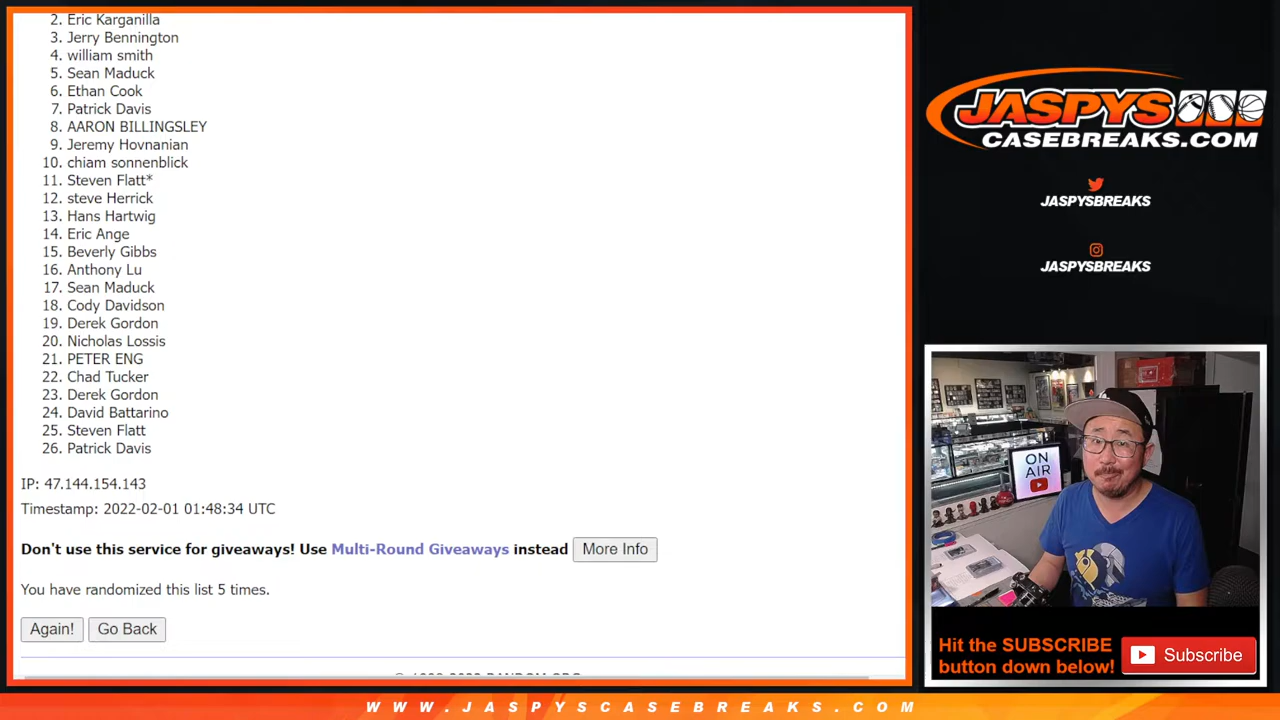 2. Eric Karganilla
3. Jerry Bennington
4. william smith
5. Sean Maduck
6. Ethan Cook
7. Patrick Davis
8. AARON BILLINGSLEY
9. Jeremy Hovnanian
10. chiam sonnenblick
11. Steven Flatt*
12. steve Herrick
13. Hans Hartwig
14. Eric Ange
15. Beverly Gibbs
16. Anthony Lu
17. Sean Maduck
18. Cody Davidson
19. Derek Gordon
20. Nicholas Lossis
21. PETER ENG
22. Chad Tucker
23. Derek Gordon
24. David Battarino
25. Steven Flatt
26. Patrick Davis
IP: 47.144.154.143
Timestamp: 2022-02-01 01:48:34 UTC
Don't use this service for giveaways! Use Multi-Round Giveaways instead More Info
You have randomized this list 5 times.
Again! Go Back
JASPYS
CASEBREAKS.COM
JASPYSBREAKS
JASPYSBREAKS
ON
AIR
Hit the SUBSCRIBE
button down below!
Subscribe
WWW.JASPYSCASEBREAKS.COM